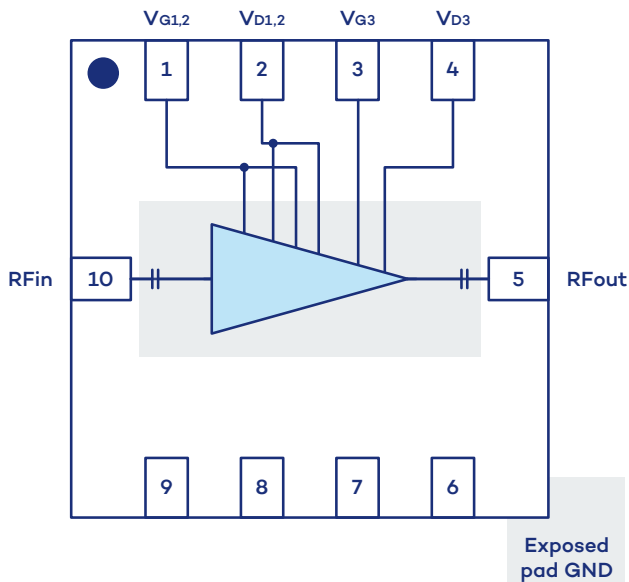 VG1,2 VD1,2 VG3 VD3
1 2 3 4
RFin 10 5 RFout
9 8 7 6
Exposed
pad GND